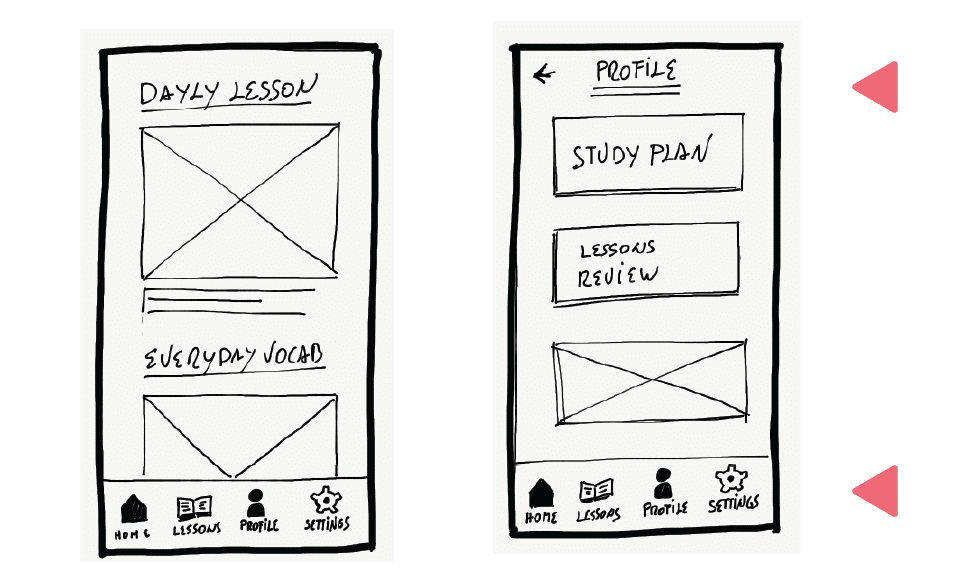 DAYLY LESSON
EVERYDAY VOCAB
HOME
LESSONS
PROFILE
SETTINGS
PROFILE
STUDY PLAN
LESSONS
REVIEW
HOME
LESSONS
PROFILE
SETTINGS